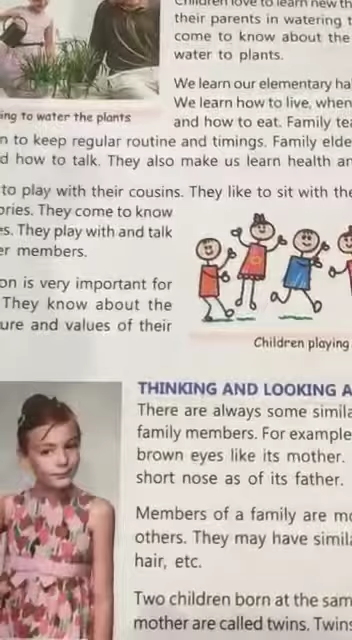 Children love to learn new th
their parents in watering t
come to know about the
water to plants.
ing to water the plants
We learn our elementary ha
We learn how to live, when
and how to eat. Family tea
n to keep regular routine and timings. Family elde
d how to talk. They also make us learn health an
to play with their cousins. They like to sit with the
ories. They come to know
es. They play with and talk
er members.
on is very important for
They know about the
ure and values of their
Children playing
THINKING AND LOOKING A
There are always some simila
family members. For example
brown eyes like its mother.
short nose as of its father.
Members of a family are mo
others. They may have simila
hair, etc.
Two children born at the sam
mother are called twins. Twins